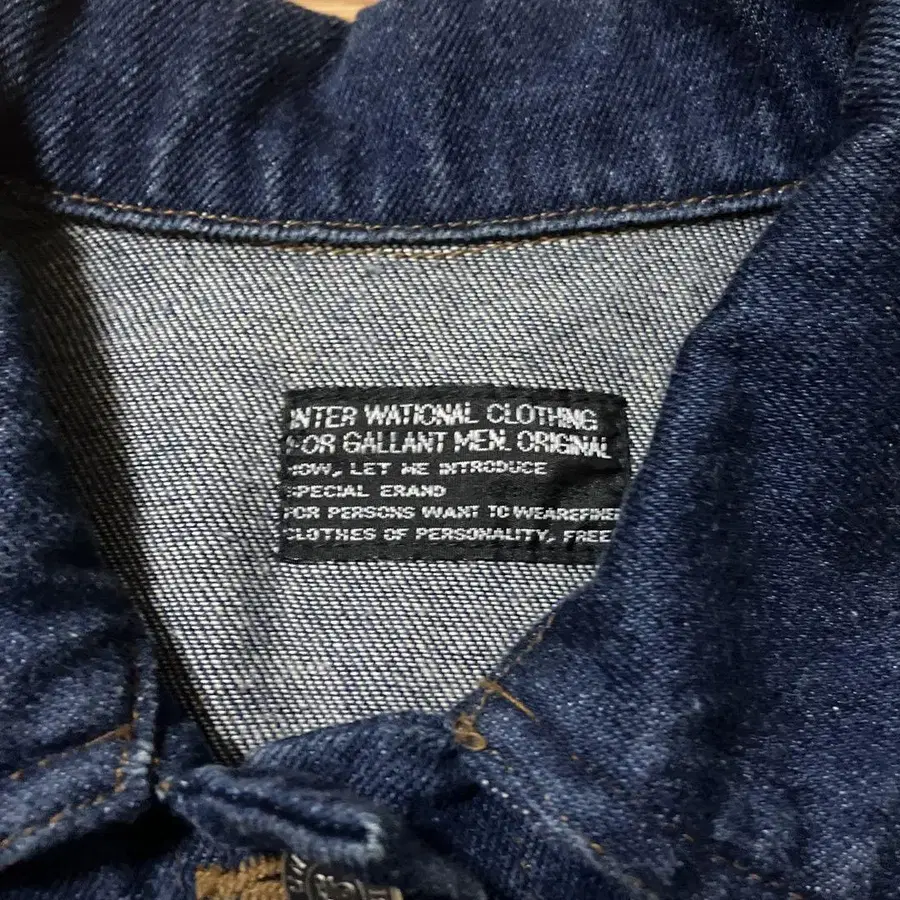 INTER WATIONAL CLOTHING
FOR GALLANT MEN. ORIGINAL
NOW, LET ME INTRODUCE
SPECIAL ERAND
FOR PERSONS WANT TO WEAREFINED
CLOTHES OF PERSONALITY, FREE